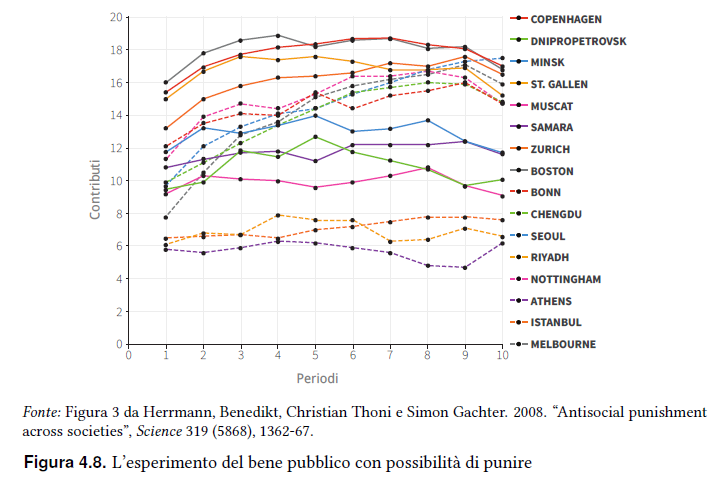 20
18
16
14
12
10
8
6
4
2
0
Contributi
0 1 2 3 4 5 6 7 8 9 10
Periodi
COPENHAGEN
DNIPROPETROVSK
MINSK
ST. GALLEN
MUSCAT
SAMARA
ZURICH
BOSTON
BONN
CHENGDU
SEOUL
RIYADH
NOTTINGHAM
ATHENS
ISTANBUL
MELBOURNE
Fonte: Figura 3 da Herrmann, Benedikt, Christian Thoni e Simon Gachter. 2008. “Antisocial punishment
across societies”, Science 319 (5868), 1362-67.
Figura 4.8. L’esperimento del bene pubblico con possibilità di punire